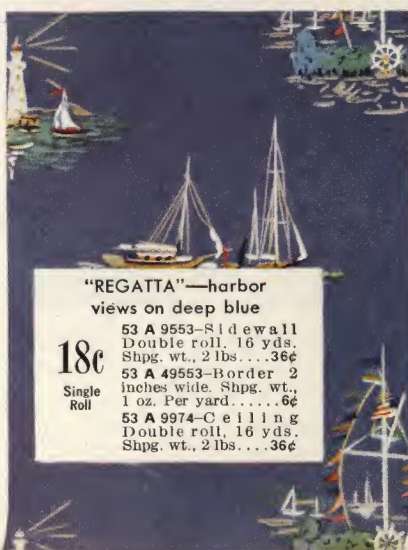 "REGATTA"—harbor
views on deep blue
18c
Single
Roll
53 A 9553–Sidewall
Double roll, 16 yds.
Shpg. wt., 2 lbs....36¢
53 A 49553–Border 2
inches wide. Shpg. wt.,
1 oz. Per yard......6¢
53 A 9974–Ceiling
Double roll, 16 yds.
Shpg. wt., 2 lbs....36¢